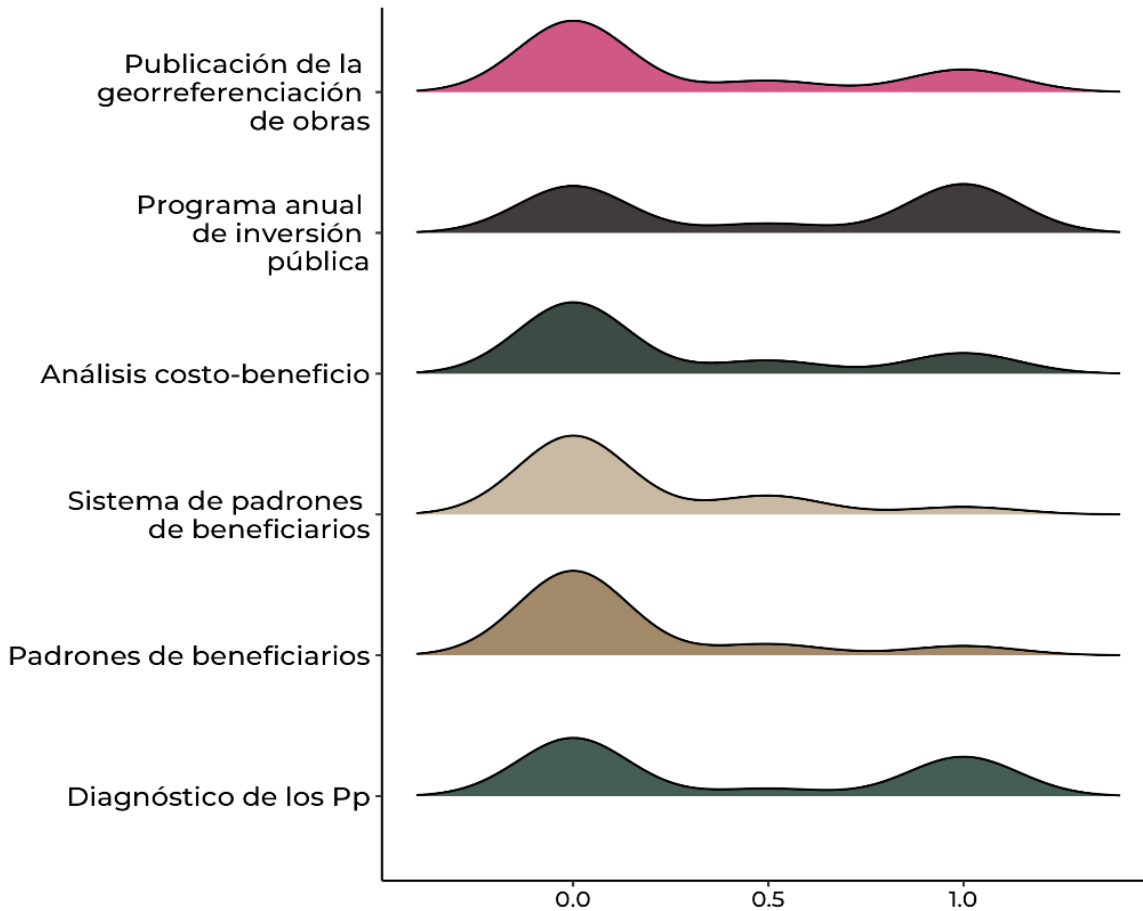 Publicación de la
georreferenciación
de obras
Programa anual
de inversión
pública
Análisis costo-beneficio
Sistema de padrones
de beneficiarios
Padrones de beneficiarios
Diagnóstico de los Pp
0.0 0.5 1.0